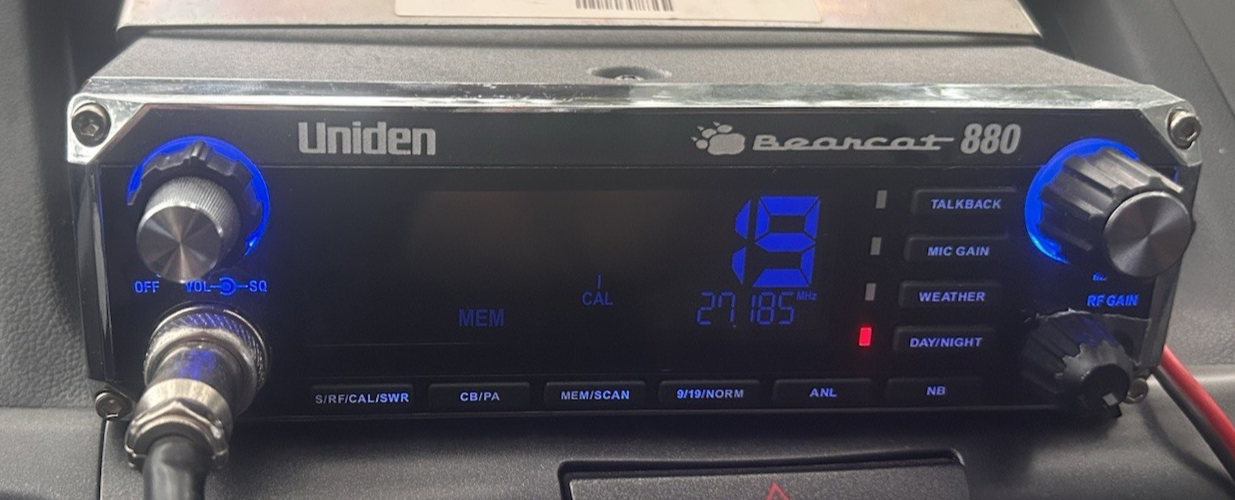 Uniden
Bearcat 880
19
TALKBACK
MIC GAIN
OFF VOL SQ
CAL
WEATHER
RF GAIN
MEM
27.185 MHz
DAY/NIGHT
S/RF/CAL/SWR
CB/PA
MEM/SCAN
9/19/NORM
ANL
NB